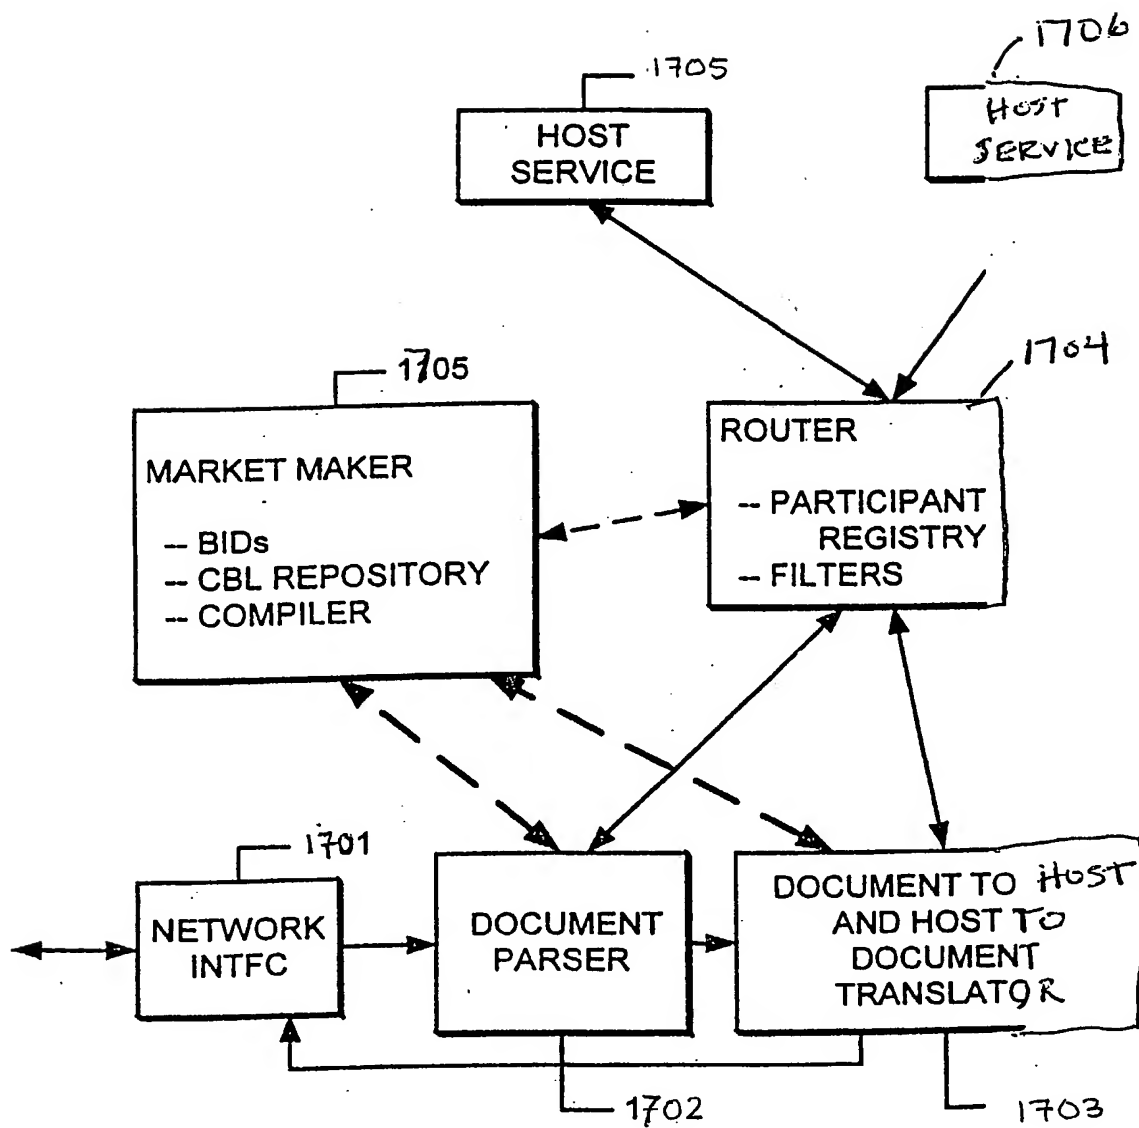 1705
HOST
SERVICE
1706
HOST
SERVICE
1705
MARKET MAKER
-- BIDs
-- CBL REPOSITORY
-- COMPILER
1704
ROUTER
-- PARTICIPANT
REGISTRY
-- FILTERS
1701
NETWORK
INTFC
DOCUMENT
PARSER
DOCUMENT TO HOST
AND HOST TO
DOCUMENT
TRANSLATOR
1702
1703